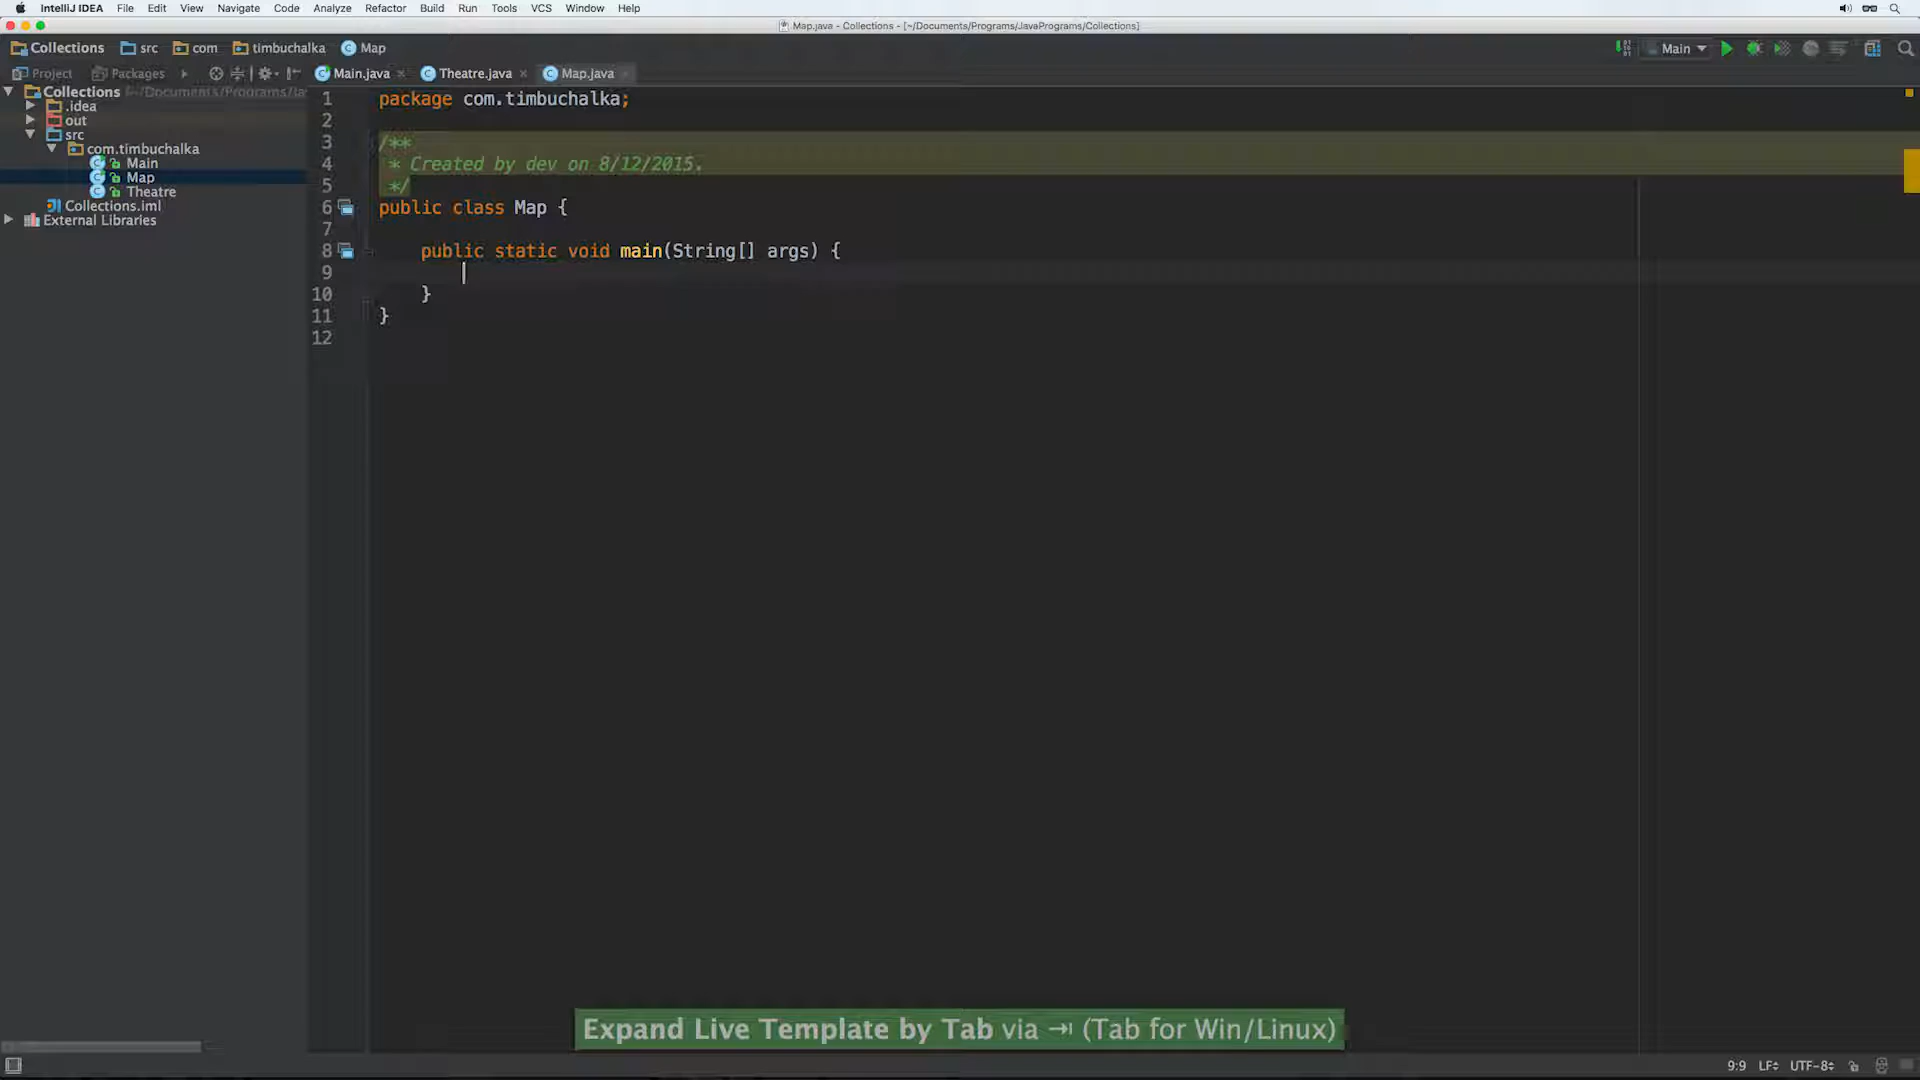 IntelliJ IDEA File Edit View Navigate Code Analyze Refactor Build Run Tools VCS Window Help
Map.java - Collections - [~/Documents/Programs/JavaPrograms/Collections]
Collections src com timbuchalka Map Main
Project Packages Main.java Theatre.java Map.java
Collections ~/Documents/Programs/Ja
.idea
out
src
com.timbuchalka
Main
Map
Theatre
Collections.iml
External Libraries
1 package com.timbuchalka;
2
3 /**
4 * Created by dev on 8/12/2015.
5 */
6 public class Map {
7
8 public static void main(String[] args) {
9
10 }
11 }
12
Expand Live Template by Tab via ⇥ (Tab for Win/Linux)
9:9 LF UTF-8